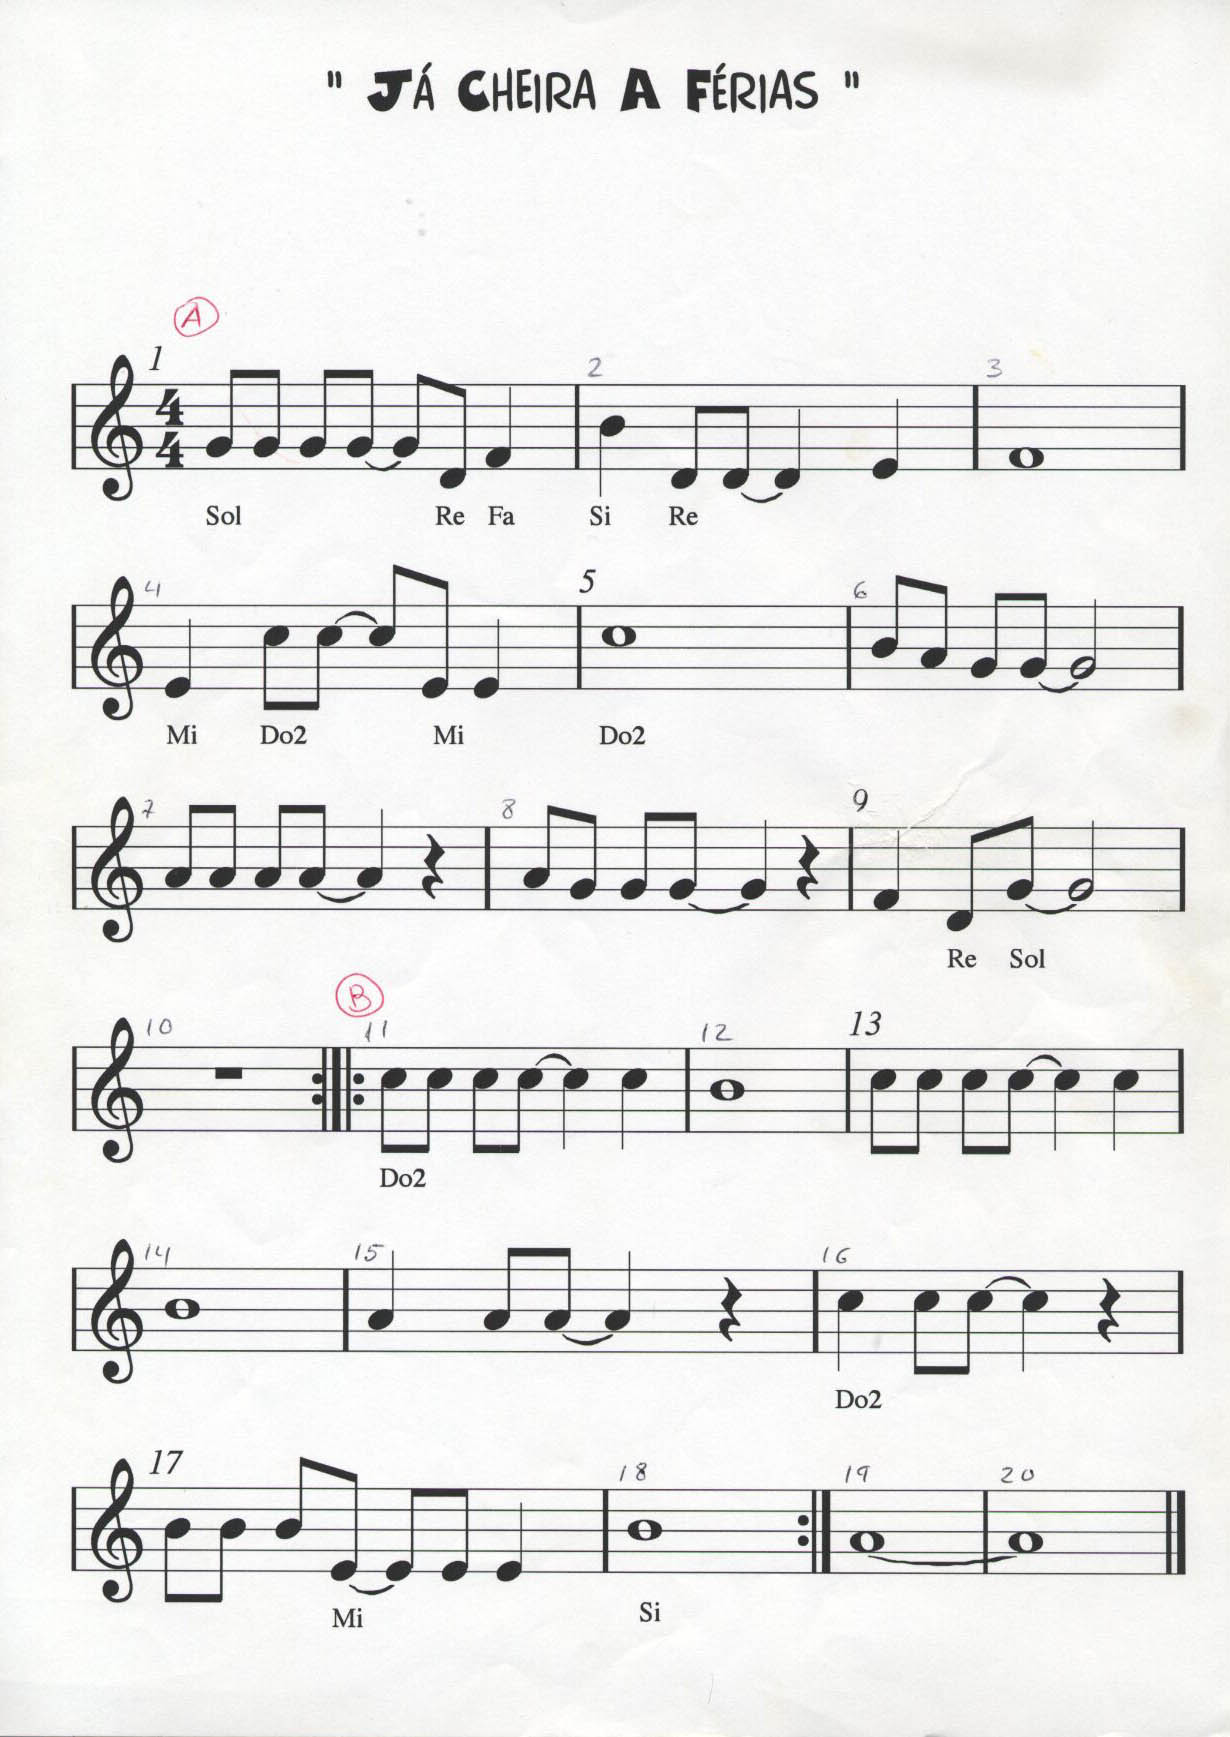 " JÁ CHEIRA A FÉRIAS "
A
1 2 3
4
4
Sol Re Fa Si Re
4 5 6
Mi Do2 Mi Do2
7 8 9
Re Sol
B
10 11 12 13
Do2
14 15 16
Do2
17 18 19 20
Mi Si